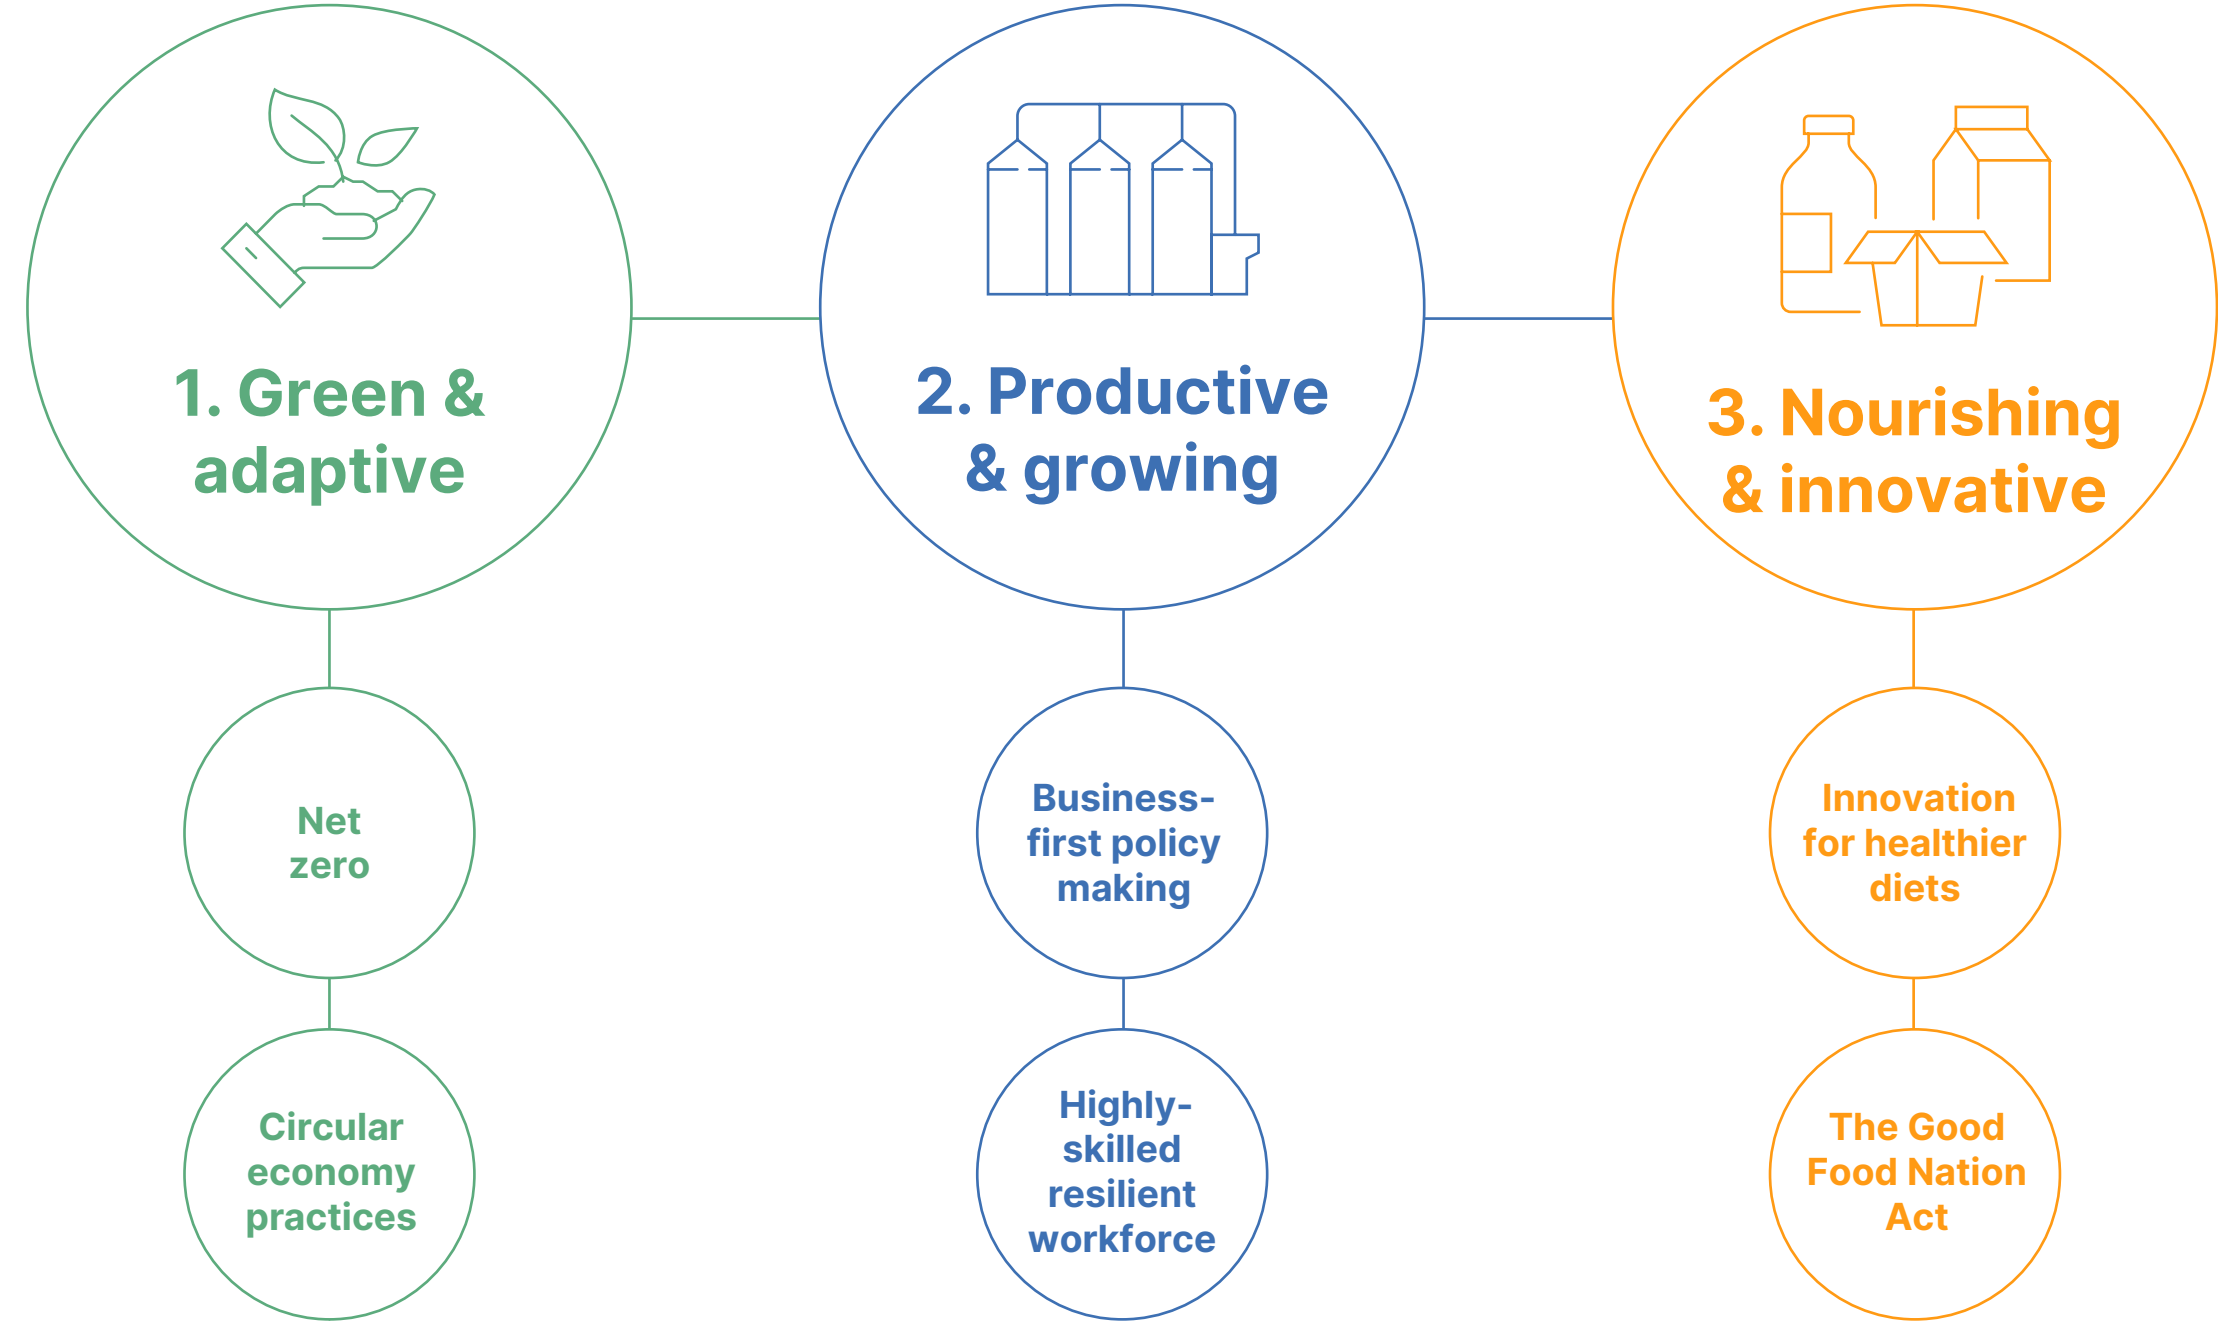 1. Green &
adaptive
2. Productive
& growing
3. Nourishing
& innovative
Net
zero
Business-
first policy
making
Innovation
for healthier
diets
Circular
economy
practices
Highly-
skilled
resilient
workforce
The Good
Food Nation
Act